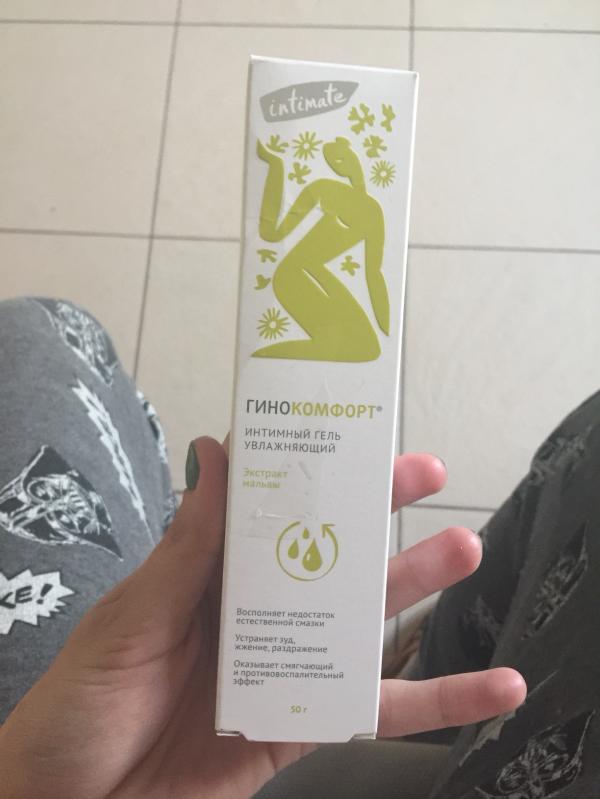 intimate
ГИНОКОМФОРТ®
ИНТИМНЫЙ ГЕЛЬ
УВЛАЖНЯЮЩИЙ
Экстракт
мальвы
Восполняет недостаток
естественной смазки
Устраняет зуд,
жжение, раздражение
Оказывает смягчающий
и противовоспалительный
эффект
50 г
KE!